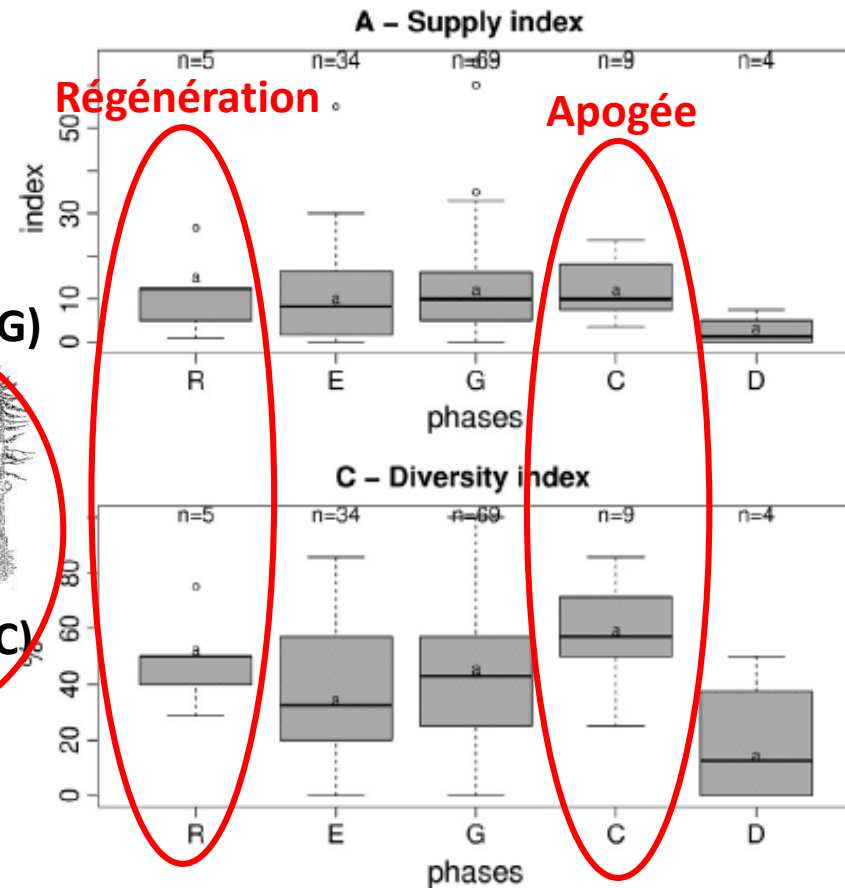 A – Supply index
n=5 n=34 n=69 n=9 n=4
Régénération
Apogée
50
30
10
0
index
a a a a a
R E G C D
phases
G)
C – Diversity index
n=5 n=34 n=69 n=9 n=4
80
60
40
20
0
%
C)
a a a a a
R E G C D
phases